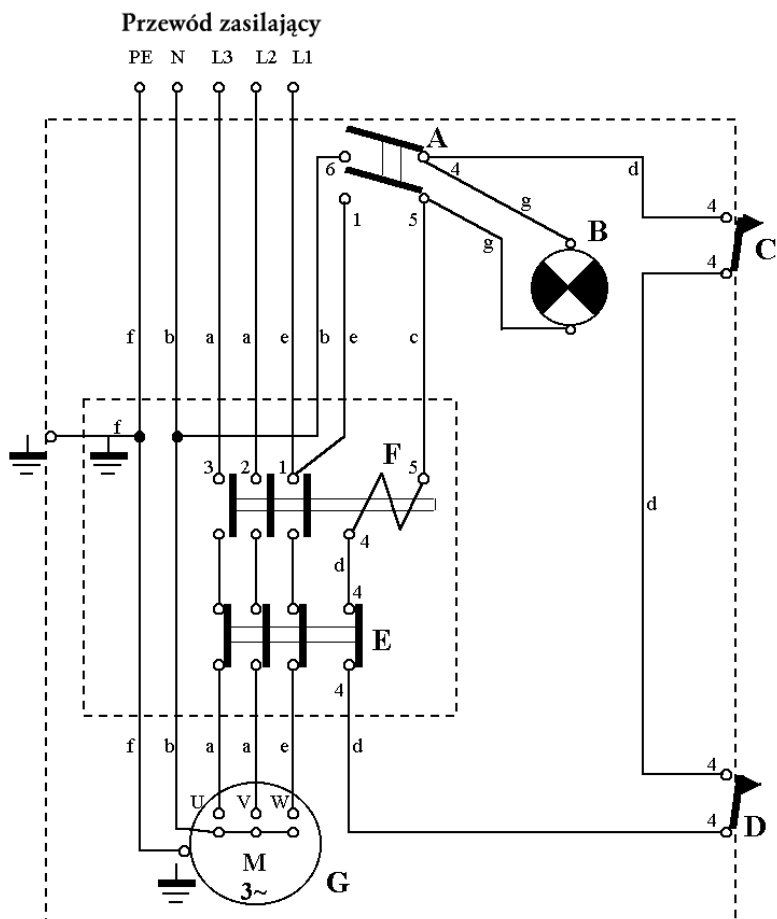 Przewód zasilający
PE N L3 L2 L1
A
6 4 d
g 4
1 5 g B C
4
f b a a e b e c
f
F
3 2 1 5
4
d d
4
E
4
4
f b a a e d
U V W 4 D
M
3~ G